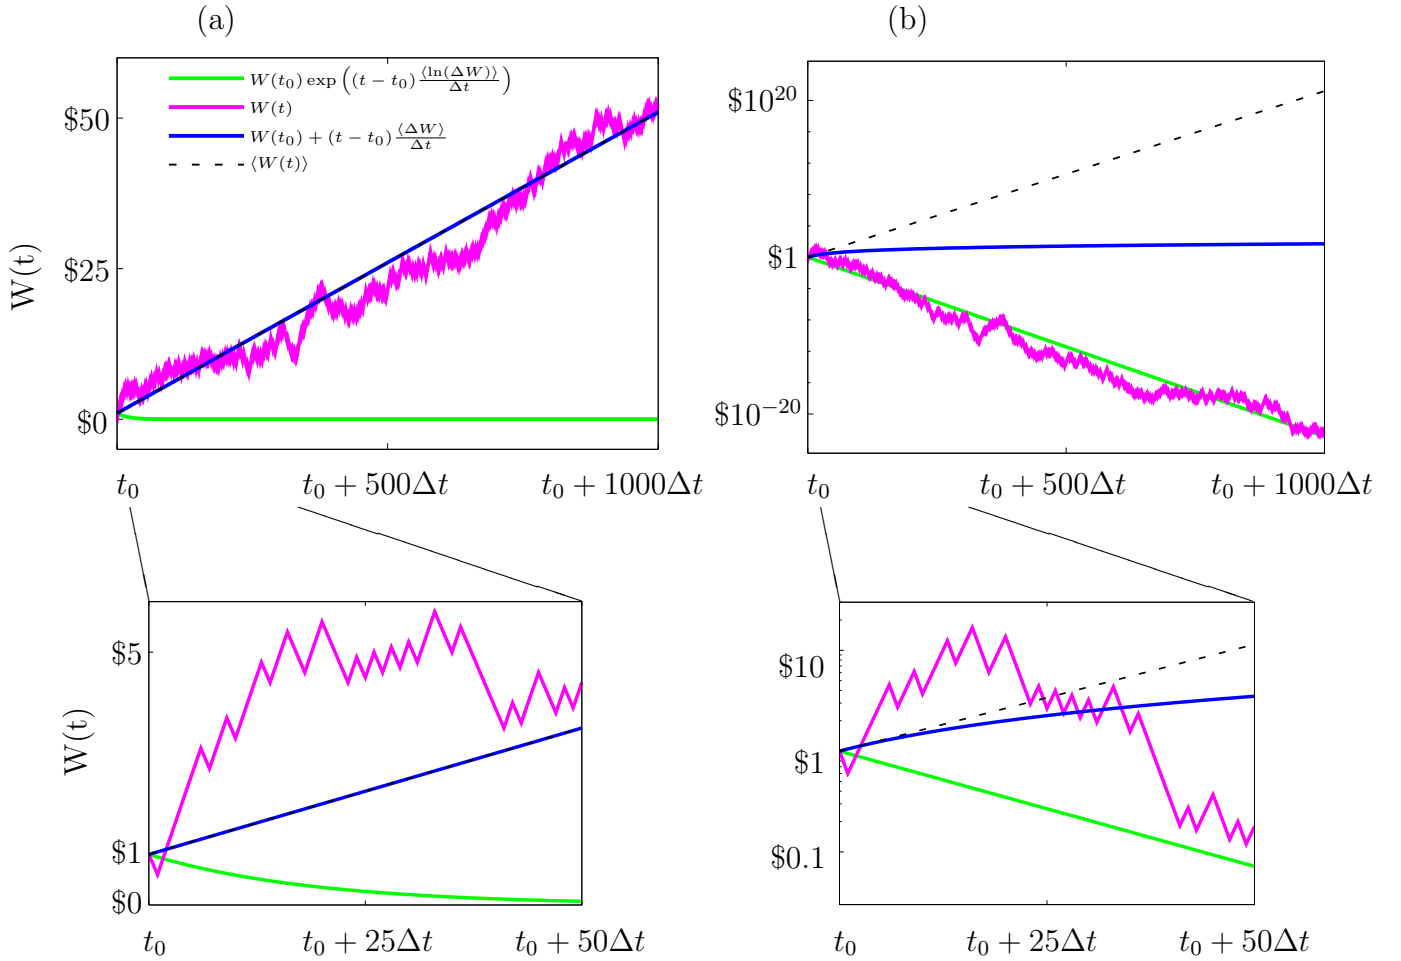 (a)
(b)
W(t₀) exp((t − t₀) ⟨ln(ΔW)⟩/Δt)
W(t)
W(t₀) + (t − t₀) ⟨ΔW⟩/Δt
⟨W(t)⟩
W(t)
$50
$25
$0
t₀
t₀ + 500Δt
t₀ + 1000Δt
$10²⁰
$1
$10⁻²⁰
t₀
t₀ + 500Δt
t₀ + 1000Δt
W(t)
$5
$1
$0
t₀
t₀ + 25Δt
t₀ + 50Δt
$10
$1
$0.1
t₀
t₀ + 25Δt
t₀ + 50Δt